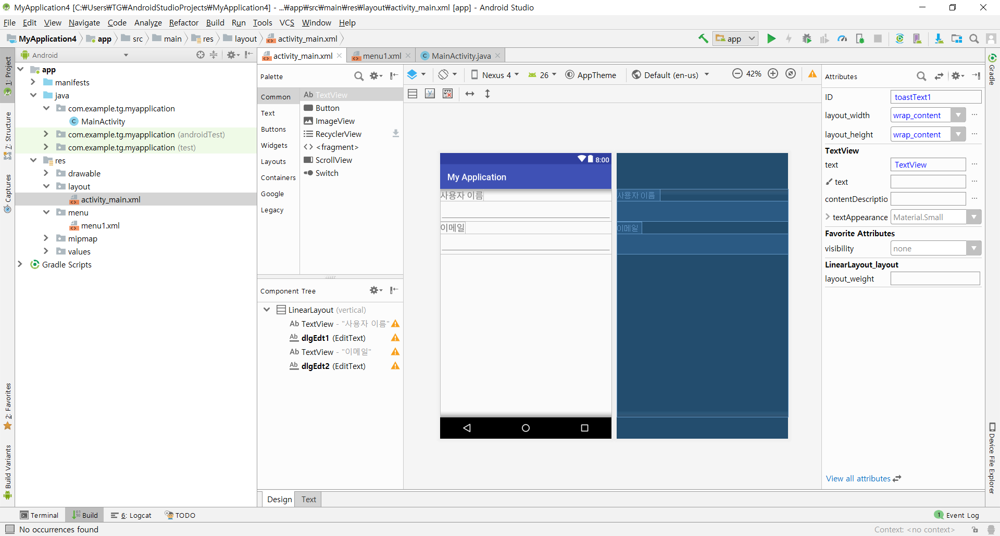 MyApplication4 [C:₩Users₩TG₩AndroidStudioProjects₩MyApplication4] - ...₩app₩src₩main₩res₩layout₩activity_main.xml [app] - Android Studio
File Edit View Navigate Code Analyze Refactor Build Run Tools VCS Window Help
MyApplication4 app src main res layout activity_main.xml
app
1: Project
7: Structure
Captures
2: Favorites
Build Variants
Android
app
manifests
java
com.example.tg.myapplication
MainActivity
com.example.tg.myapplication (androidTest)
com.example.tg.myapplication (test)
res
drawable
layout
activity_main.xml
menu
menu1.xml
mipmap
values
Gradle Scripts
activity_main.xml menu1.xml MainActivity.java
Palette
Common
Text
Buttons
Widgets
Layouts
Containers
Google
Legacy
Ab TextView
Button
ImageView
RecyclerView
<> <fragment>
ScrollView
Switch
Component Tree
LinearLayout (vertical)
Ab TextView - "사용자 이름"
Ab dlgEdt1 (EditText)
Ab TextView - "이메일"
Ab dlgEdt2 (EditText)
Nexus 4 26 AppTheme Default (en-us) 42%
8:00
My Application
사용자 이름
이메일
사용자 이름
이메일
Attributes
ID toastText1
layout_width wrap_content ...
layout_height wrap_content ...
TextView
text TextView ...
text ...
contentDescriptio ...
textAppearance Material.Small
Favorite Attributes
visibility none
LinearLayout_layout
layout_weight
View all attributes
Gradle
Device File Explorer
Design Text
Terminal Build 6: Logcat TODO
1 Event Log
No occurrences found
Context: <no context>